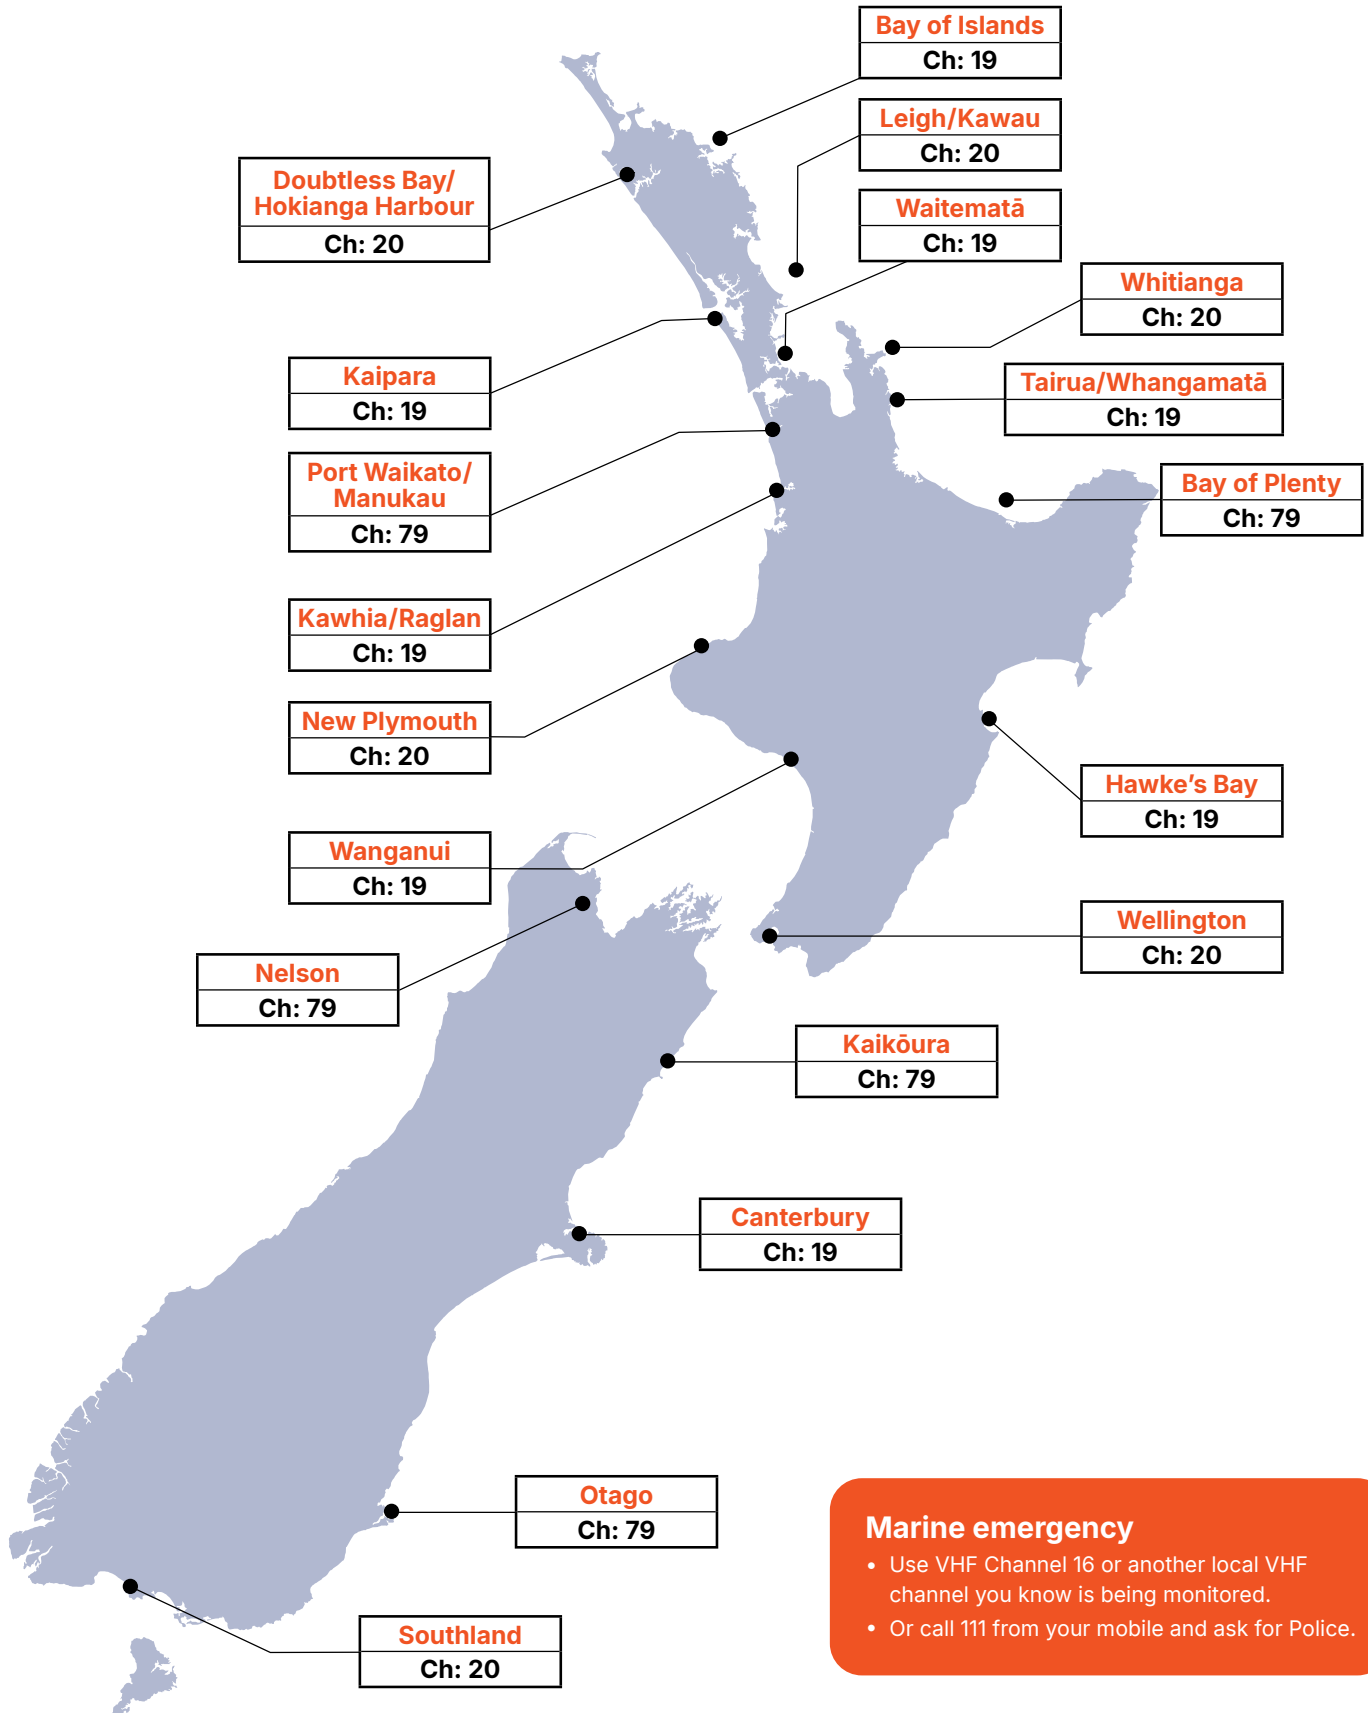 Bay of Islands
Ch: 19
Leigh/Kawau
Ch: 20
Doubtless Bay/
Hokianga Harbour
Ch: 20
Waitematā
Ch: 19
Whitianga
Ch: 20
Kaipara
Ch: 19
Tairua/Whangamatā
Ch: 19
Port Waikato/
Manukau
Ch: 79
Bay of Plenty
Ch: 79
Kawhia/Raglan
Ch: 19
New Plymouth
Ch: 20
Hawke’s Bay
Ch: 19
Wanganui
Ch: 19
Wellington
Ch: 20
Nelson
Ch: 79
Kaikōura
Ch: 79
Canterbury
Ch: 19
Otago
Ch: 79
Southland
Ch: 20
Marine emergency
• Use VHF Channel 16 or another local VHF
channel you know is being monitored.
• Or call 111 from your mobile and ask for Police.